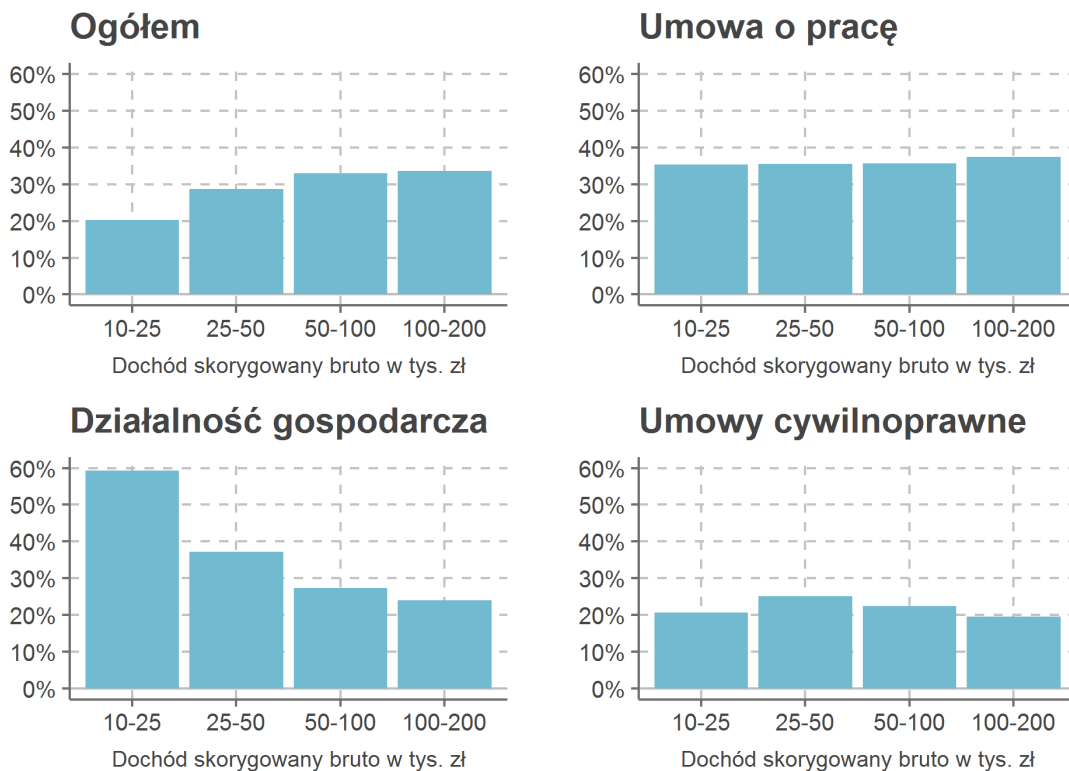 Ogółem
60%
50%
40%
30%
20%
10%
0%
10-25 25-50 50-100 100-200
Dochód skorygowany bruto w tys. zł
Umowa o pracę
60%
50%
40%
30%
20%
10%
0%
10-25 25-50 50-100 100-200
Dochód skorygowany bruto w tys. zł
Działalność gospodarcza
60%
50%
40%
30%
20%
10%
0%
10-25 25-50 50-100 100-200
Dochód skorygowany bruto w tys. zł
Umowy cywilnoprawne
60%
50%
40%
30%
20%
10%
0%
10-25 25-50 50-100 100-200
Dochód skorygowany bruto w tys. zł